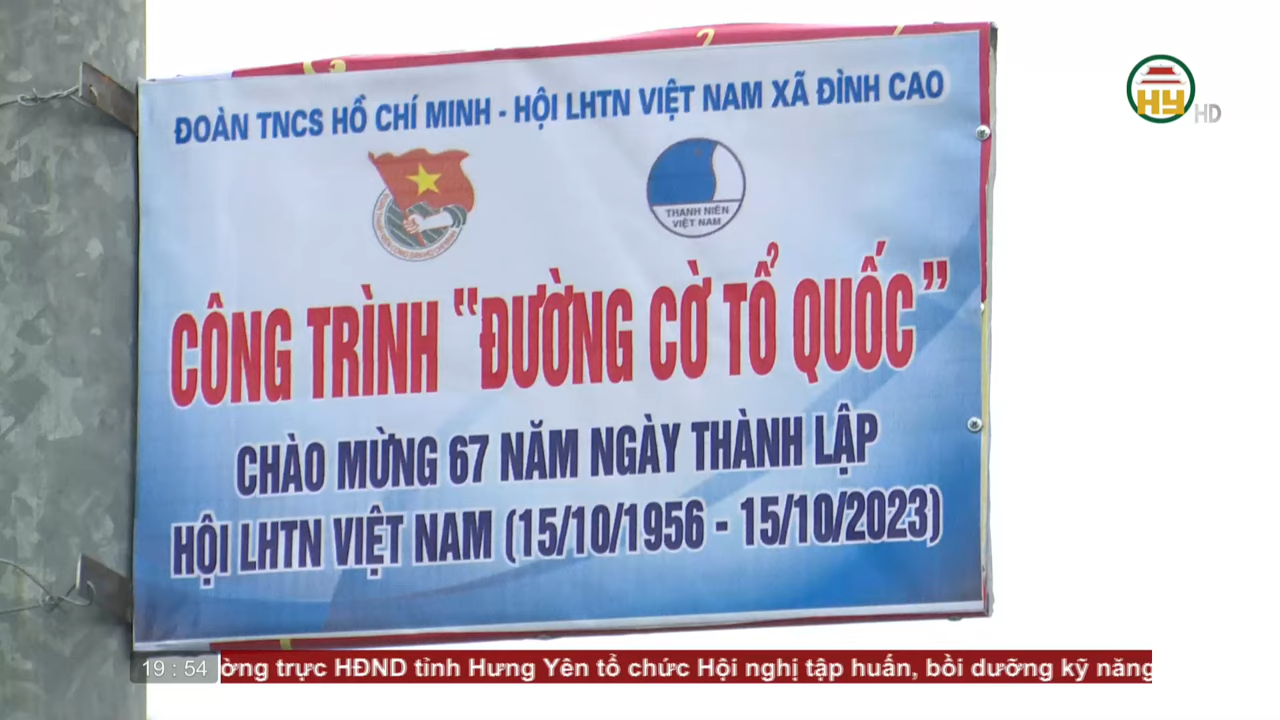 ĐOÀN TNCS HỒ CHÍ MINH - HỘI LHTN VIỆT NAM XÃ ĐÌNH CAO
THANH NIÊN
VIỆT NAM
CÔNG TRÌNH "ĐƯỜNG CỜ TỔ QUỐC"
CHÀO MỪNG 67 NĂM NGÀY THÀNH LẬP
HỘI LHTN VIỆT NAM (15/10/1956 - 15/10/2023)
HY HD
19 : 54 ờng trực HĐND tỉnh Hưng Yên tổ chức Hội nghị tập huấn, bồi dưỡng kỹ năng